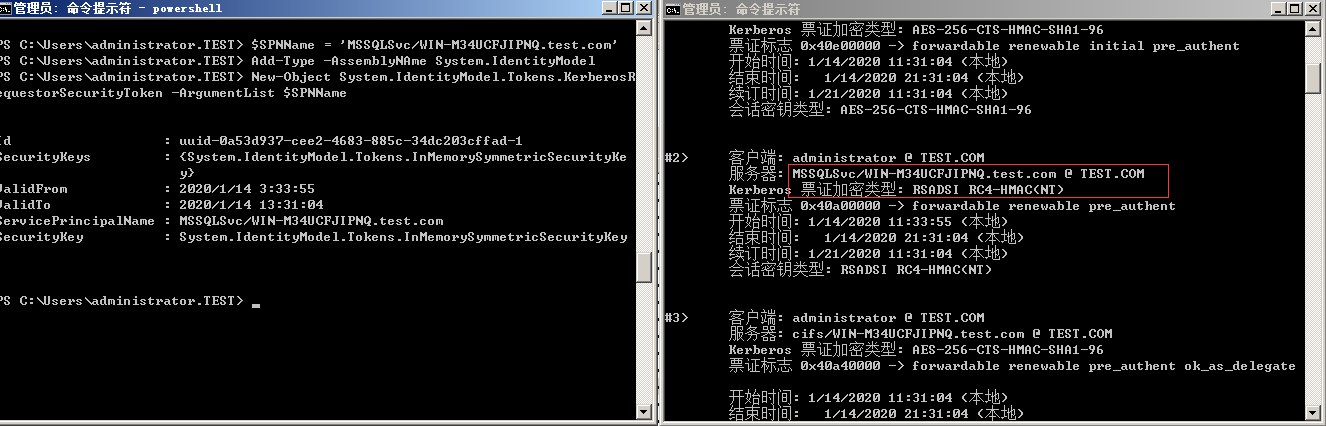 管理员: 命令提示符 - powershell
PS C:\Users\administrator.TEST> $SPNName = 'MSSQLSvc/WIN-M34UCFJIPNQ.test.com'
PS C:\Users\administrator.TEST> Add-Type -AssemblyNAme System.IdentityModel
PS C:\Users\administrator.TEST> New-Object System.IdentityModel.Tokens.KerberosR
equestorSecurityToken -ArgumentList $SPNName
Id : uuid-0a53d937-cee2-4683-885c-34dc203cffad-1
SecurityKeys : {System.IdentityModel.Tokens.InMemorySymmetricSecurityKe
y}
ValidFrom : 2020/1/14 3:33:55
ValidTo : 2020/1/14 13:31:04
ServicePrincipalName : MSSQLSvc/WIN-M34UCFJIPNQ.test.com
SecurityKey : System.IdentityModel.Tokens.InMemorySymmetricSecurityKey
PS C:\Users\administrator.TEST> _
管理员: 命令提示符
Kerberos 票证加密类型: AES-256-CTS-HMAC-SHA1-96
票证标志 0x40e00000 -> forwardable renewable initial pre_authent
开始时间: 1/14/2020 11:31:04 (本地)
结束时间: 1/14/2020 21:31:04 (本地)
续订时间: 1/21/2020 11:31:04 (本地)
会话密钥类型: AES-256-CTS-HMAC-SHA1-96
#2> 客户端: administrator @ TEST.COM
服务器: MSSQLSvc/WIN-M34UCFJIPNQ.test.com @ TEST.COM
Kerberos 票证加密类型: RSADSI RC4-HMAC(NT)
票证标志 0x40a00000 -> forwardable renewable pre_authent
开始时间: 1/14/2020 11:33:55 (本地)
结束时间: 1/14/2020 21:31:04 (本地)
续订时间: 1/21/2020 11:31:04 (本地)
会话密钥类型: RSADSI RC4-HMAC(NT)
#3> 客户端: administrator @ TEST.COM
服务器: cifs/WIN-M34UCFJIPNQ.test.com @ TEST.COM
Kerberos 票证加密类型: AES-256-CTS-HMAC-SHA1-96
票证标志 0x40a40000 -> forwardable renewable pre_authent ok_as_delegate
开始时间: 1/14/2020 11:31:04 (本地)
结束时间: 1/14/2020 21:31:04 (本地)